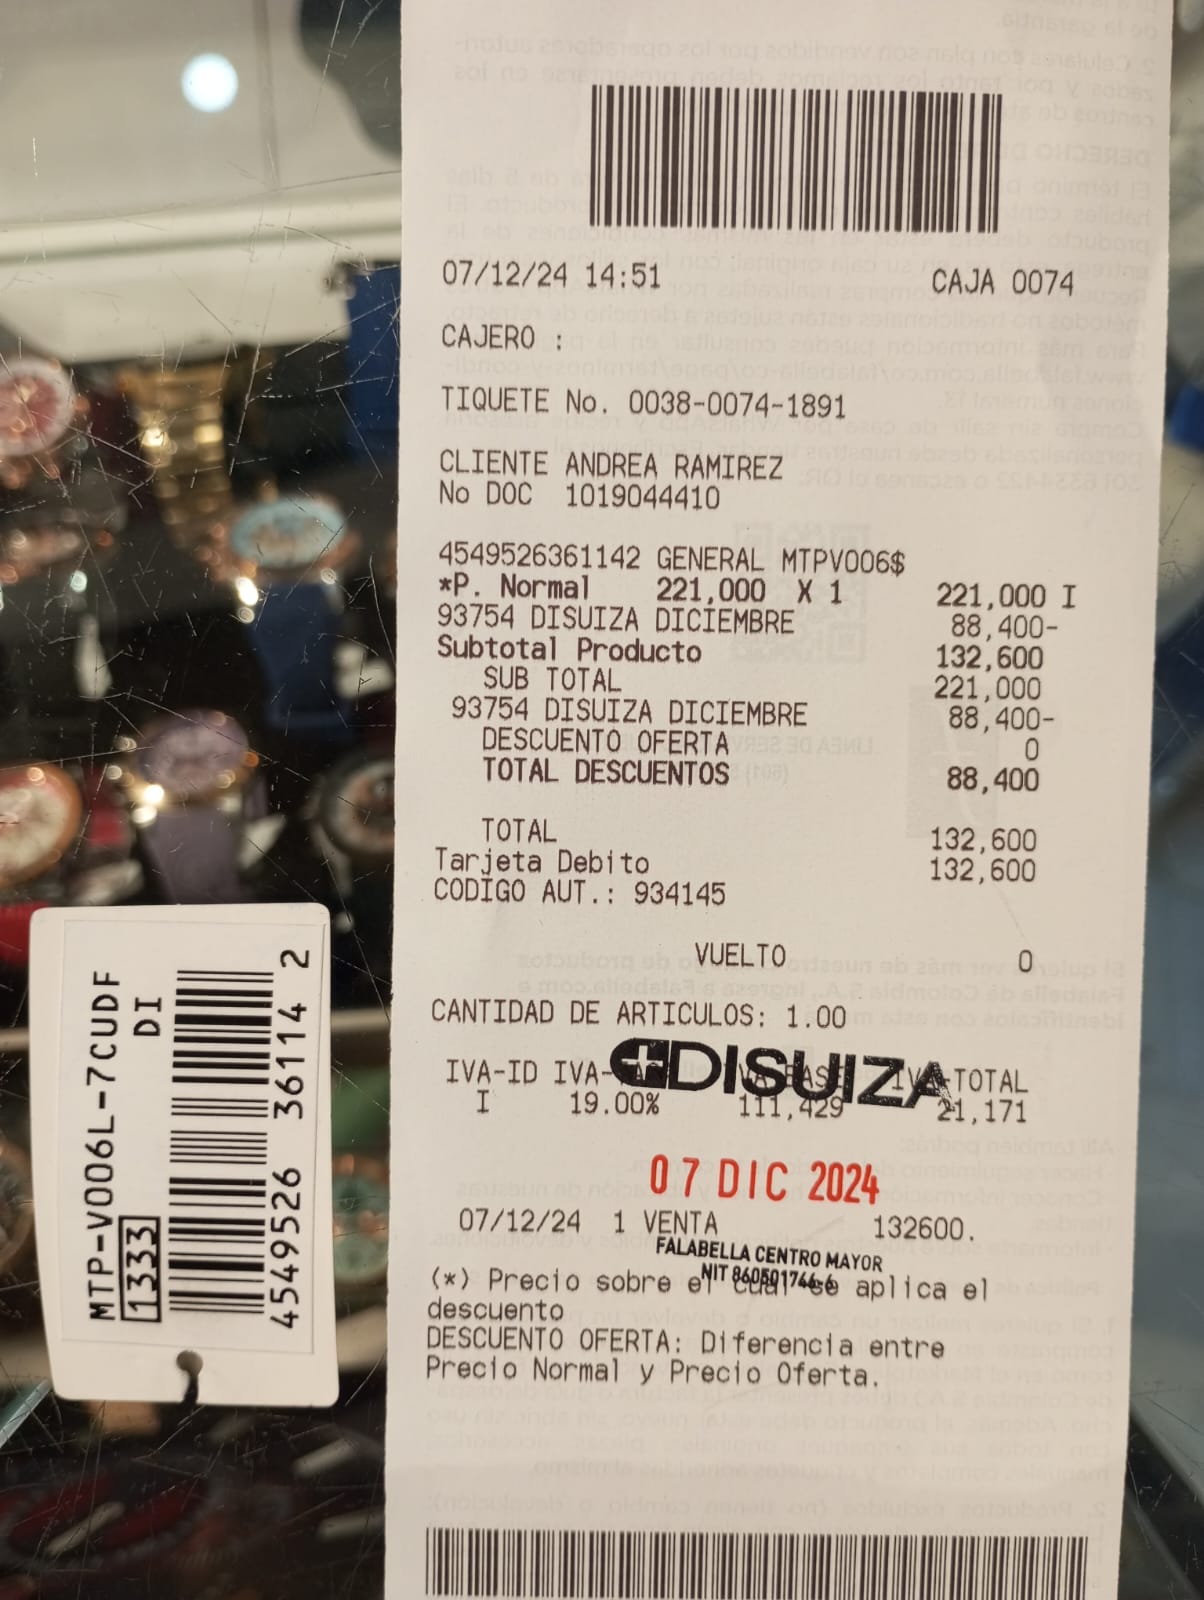 07/12/24 14:51 CAJA 0074
CAJERO :
TIQUETE No. 0038-0074-1891
CLIENTE ANDREA RAMIREZ
No DOC 1019044410
4549526361142 GENERAL MTPV006$
*P. Normal 221,000 X 1 221,000 I
93754 DISUIZA DICIEMBRE 88,400-
Subtotal Producto 132,600
SUB TOTAL 221,000
93754 DISUIZA DICIEMBRE 88,400-
DESCUENTO OFERTA 0
TOTAL DESCUENTOS 88,400
TOTAL 132,600
Tarjeta Debito 132,600
CODIGO AUT.: 934145
VUELTO 0
CANTIDAD DE ARTICULOS: 1.00
DISUIZA
IVA-ID IVA- IVA-TOTAL
I 19.00% 111,429 21,171
07 DIC 2024
07/12/24 1 VENTA 132600.
FALABELLA CENTRO MAYOR
NIT 860501746-6
(*) Precio sobre el cual se aplica el
descuento
DESCUENTO OFERTA: Diferencia entre
Precio Normal y Precio Oferta.
MTP-V006L-7CUDF
DI
1333
4549526 36114 2